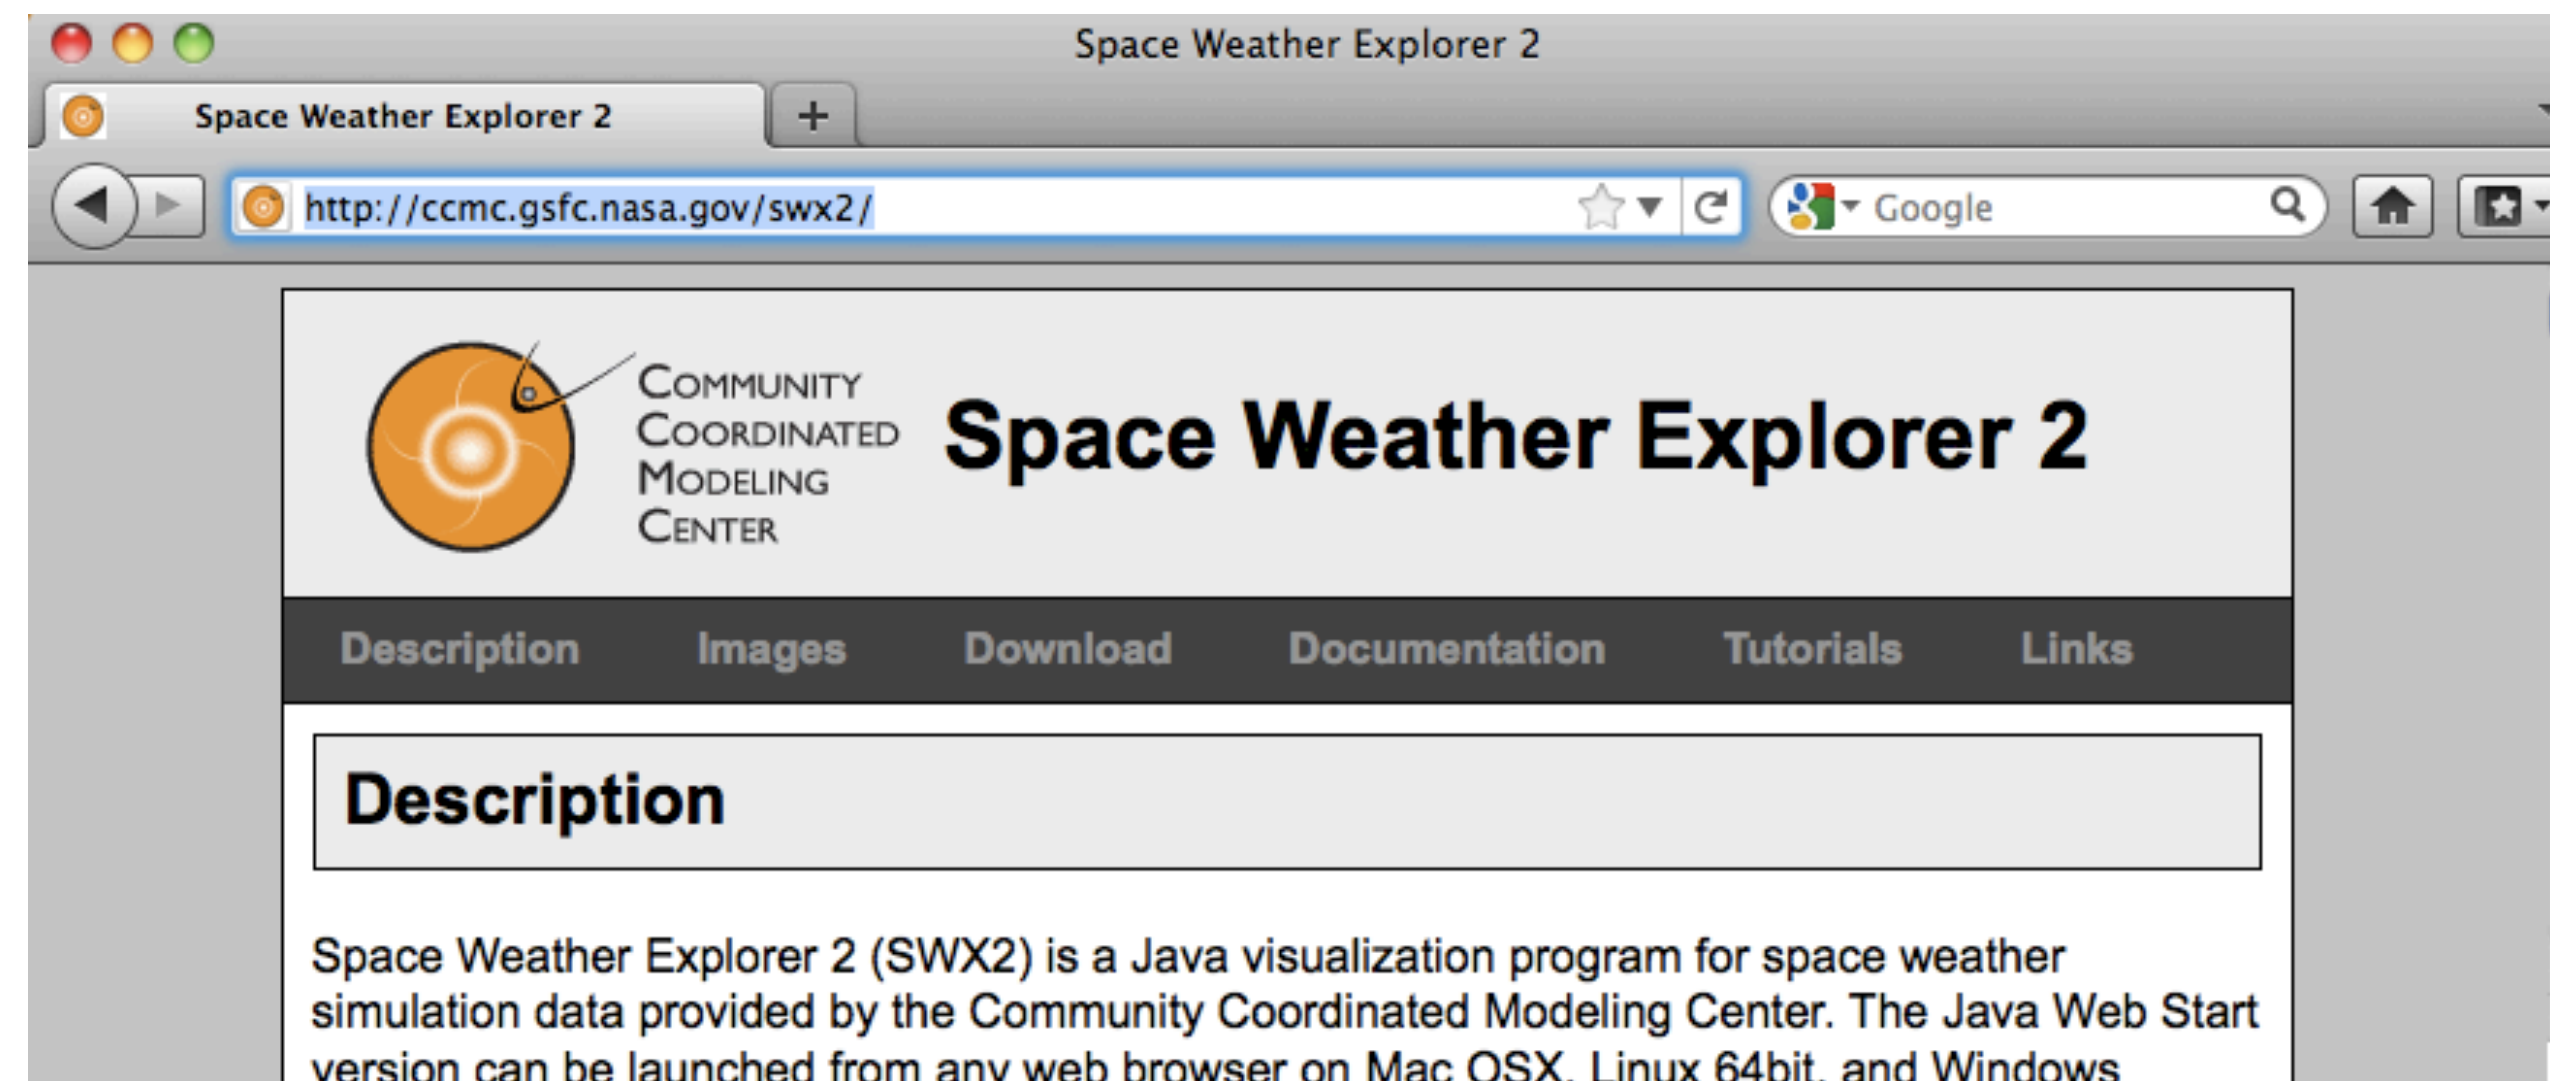 Space Weather Explorer 2
Space Weather Explorer 2
+
http://ccmc.gsfc.nasa.gov/swx2/
Google
COMMUNITY
COORDINATED
MODELING
CENTER
Space Weather Explorer 2
Description Images Download Documentation Tutorials Links
Description
Space Weather Explorer 2 (SWX2) is a Java visualization program for space weather
simulation data provided by the Community Coordinated Modeling Center. The Java Web Start
version can be launched from any web browser on Mac OSX, Linux 64bit, and Windows